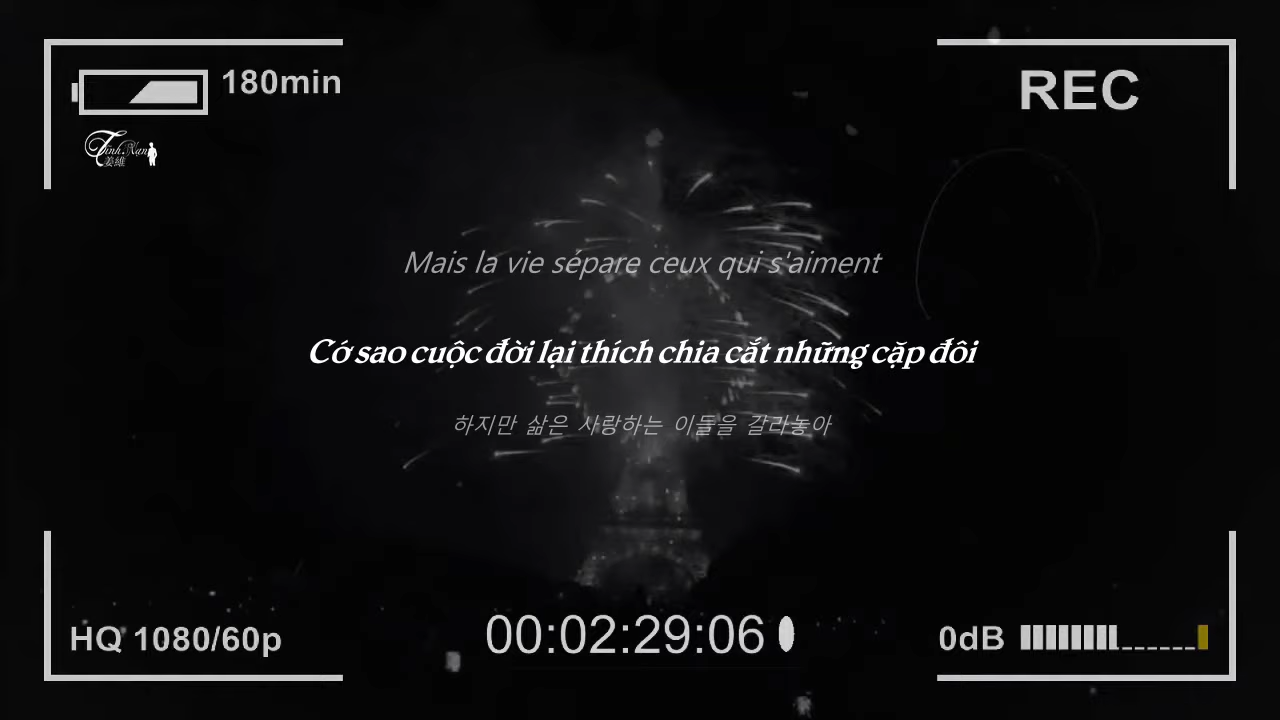 180min
REC
姜維
Mais la vie sépare ceux qui s'aiment
Cớ sao cuộc đời lại thích chia cắt những cặp đôi
하지만 삶은 사랑하는 이들을 갈라놓아
HQ 1080/60p
00:02:29:06
0dB